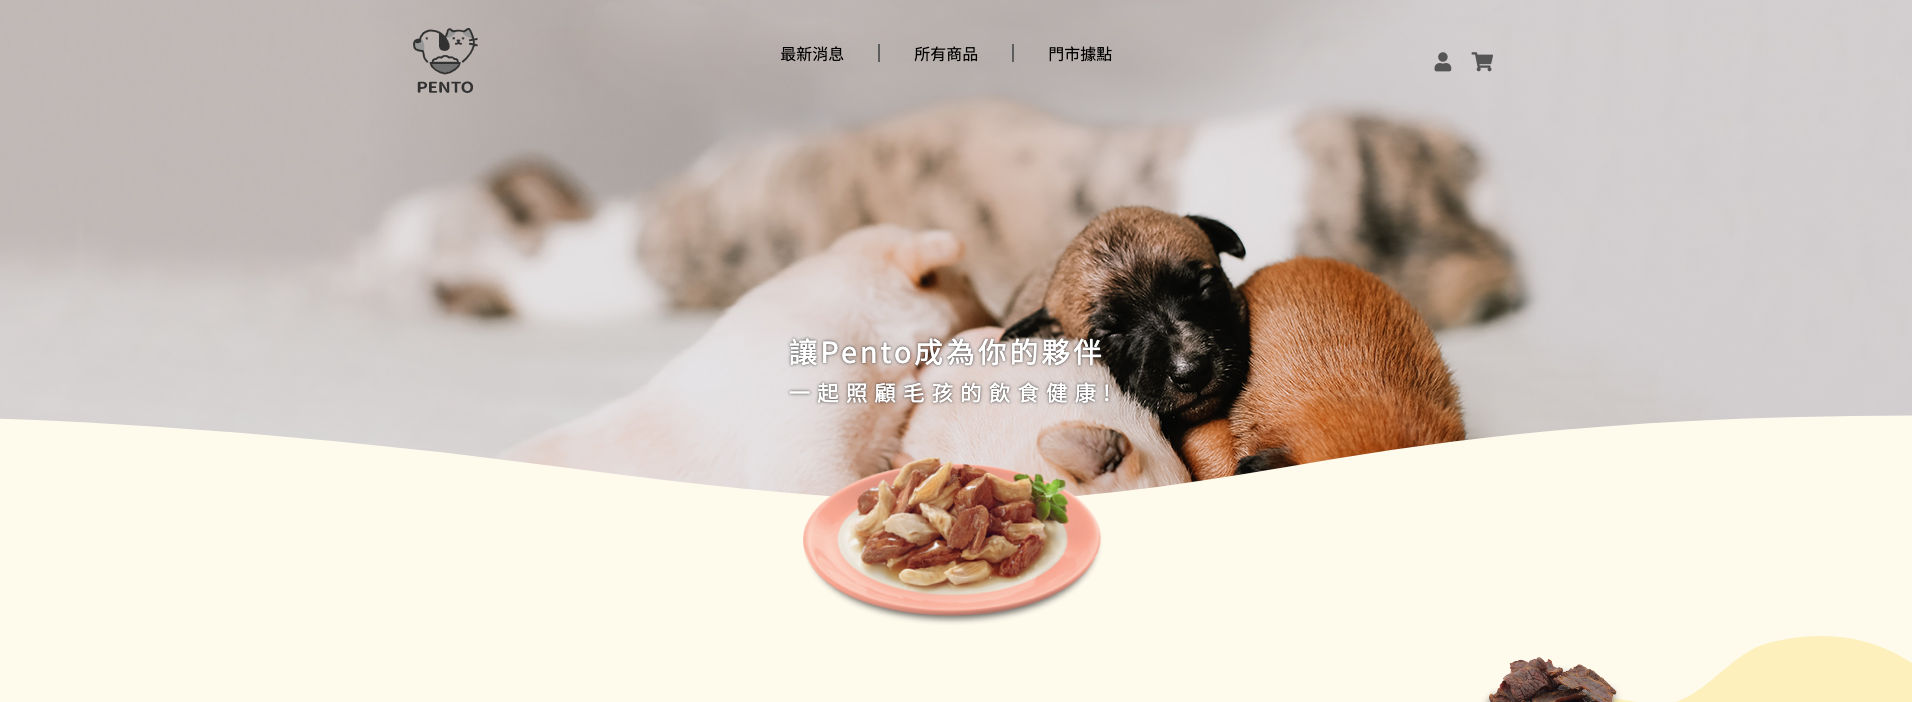 PENTO
最新消息
所有商品
門市據點
讓Pento成為你的夥伴
一起照顧毛孩的飲食健康!